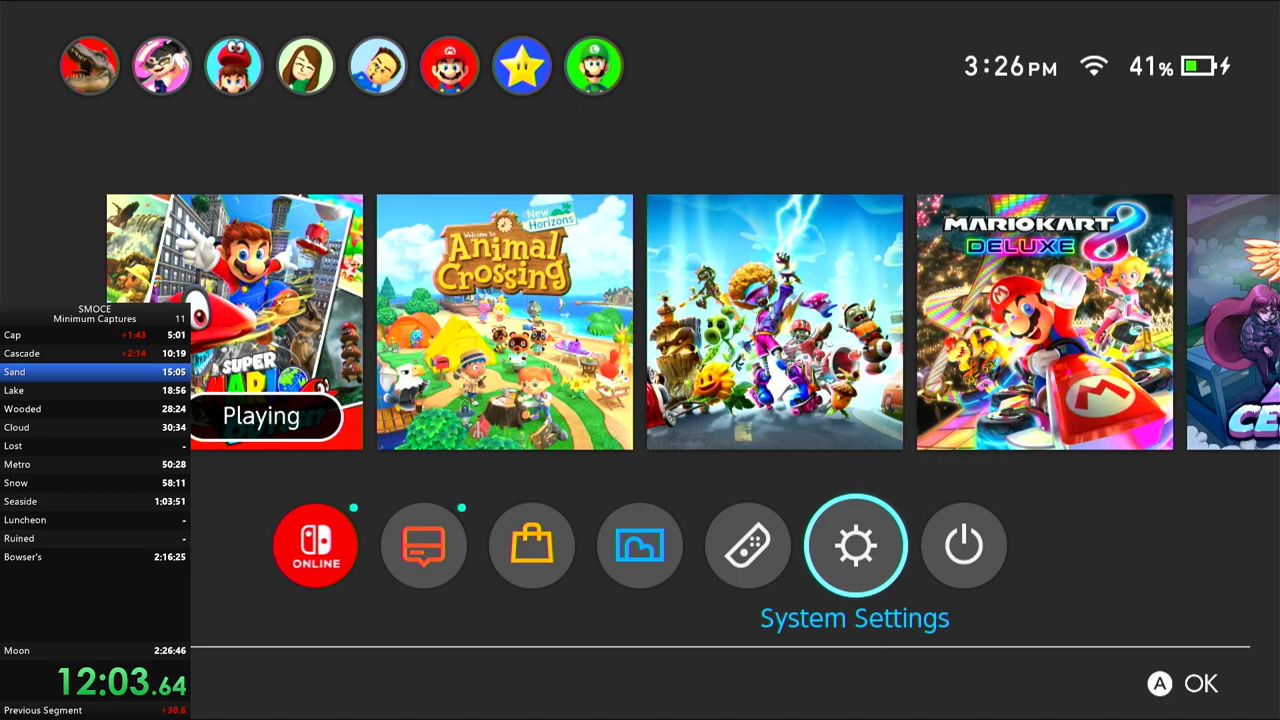 3:26PM
41%
New
Horizons
Welcome to
Animal
Crossing
MARIOKART 8
DELUXE
SUPER
MAR
Playing
CE
SMOCE
Minimum Captures 11
Cap +1:43 5:01
Cascade +2:14 10:19
Sand 15:05
Lake 18:56
Wooded 28:24
Cloud 30:34
Lost -
Metro 50:28
Snow 58:11
Seaside 1:03:51
Luncheon -
Ruined -
Bowser's 2:16:25
Moon 2:26:46
12:03.64
Previous Segment +30.6
ONLINE
System Settings
A OK